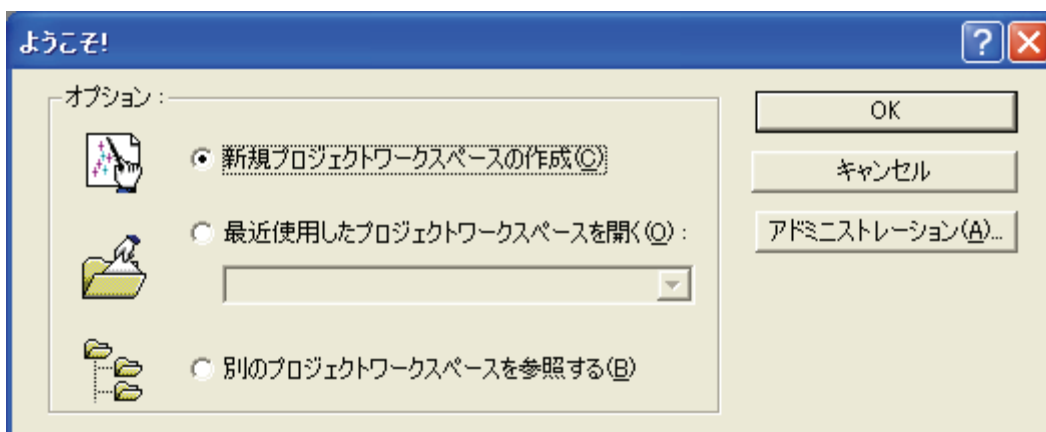 ようこそ!
オプション :
新規プロジェクトワークスペースの作成(C)
最近使用したプロジェクトワークスペースを開く(O) :
別のプロジェクトワークスペースを参照する(B)
OK
キャンセル
アドミニストレーション(A)...